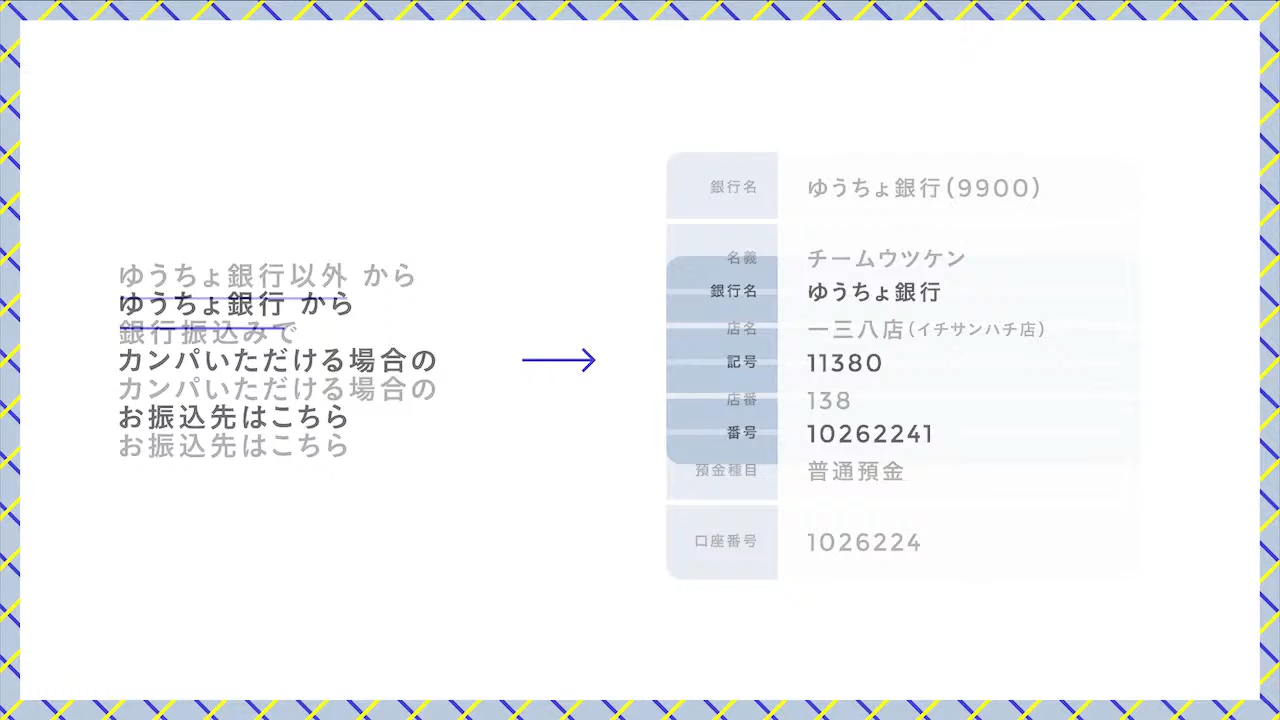 ゆうちょ銀行以外 から
ゆうちょ銀行 から
銀行振込みで
カンパいただける場合の
カンパいただける場合の
お振込先はこちら
お振込先はこちら
銀行名 ゆうちょ銀行(9900)
名義 チームウツケン
銀行名 ゆうちょ銀行
店名 一三八店(イチサンハチ店)
記号 11380
店番 138
番号 10262241
預金種目 普通預金
口座番号 1026224